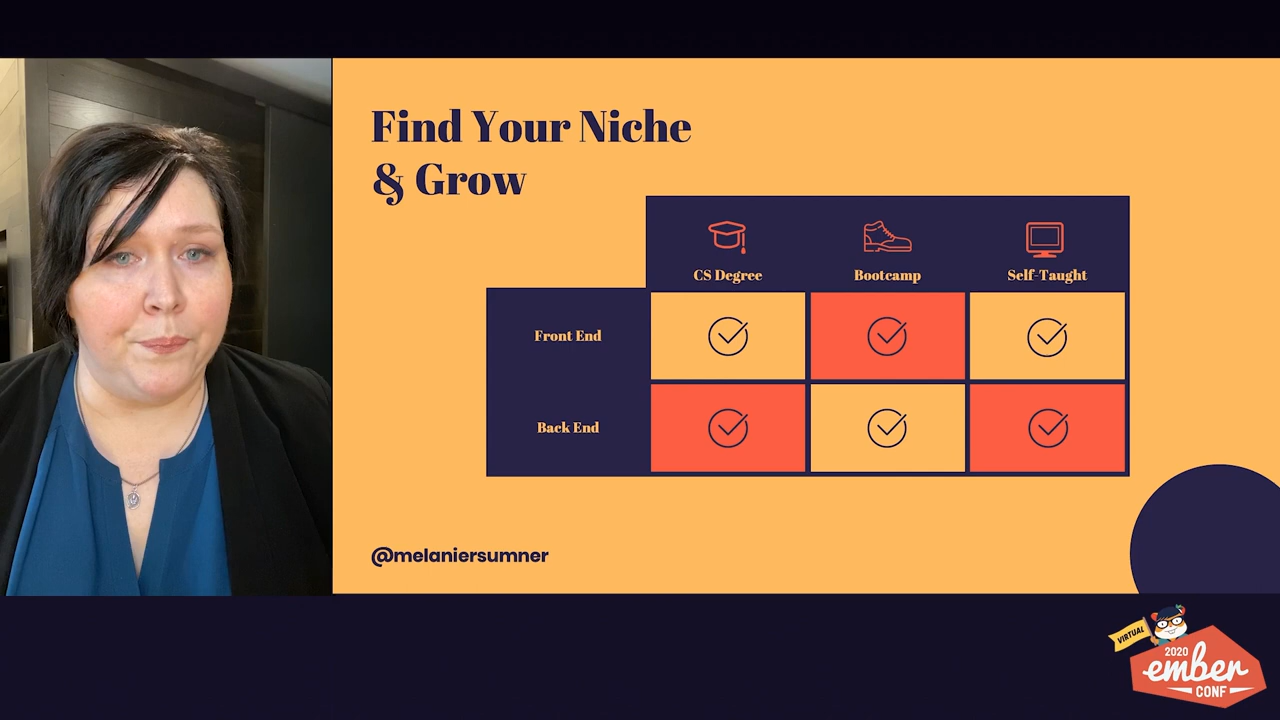 Find Your Niche
& Grow
CS Degree
Bootcamp
Self-Taught
Front End
Back End
@melaniersumner
VIRTUAL
2020
ember
CONF